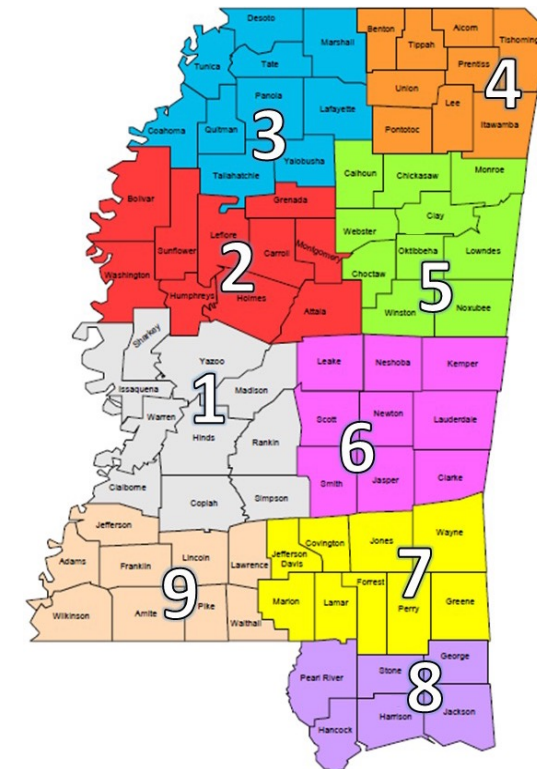 Desoto
Marshall
Tunica
Tate
Panola
Lafayette
Coahoma
Quitman
3
Tallahatchie
Yalobusha
Benton
Tippah
Alcorn
Tishomingo
Prentiss
Union
Lee
4
Pontotoc
Itawamba
Bolivar
Grenada
Leflore
Sunflower
Carroll
Montgomery
2
Washington
Humphreys
Holmes
Attala
Calhoun
Chickasaw
Monroe
Webster
Clay
Oktibbeha
Lowndes
Choctaw
5
Winston
Noxubee
Sharkey
Yazoo
Issaquena
Madison
1
Warren
Hinds
Rankin
Claiborne
Copiah
Simpson
Leake
Neshoba
Kemper
Scott
Newton
Lauderdale
6
Smith
Jasper
Clarke
Jefferson
Adams
Franklin
Lincoln
Lawrence
9
Wilkinson
Amite
Pike
Walthall
Jefferson
Davis
Covington
Jones
Wayne
7
Marion
Lamar
Forrest
Perry
Greene
Pearl River
Stone
George
8
Hancock
Harrison
Jackson